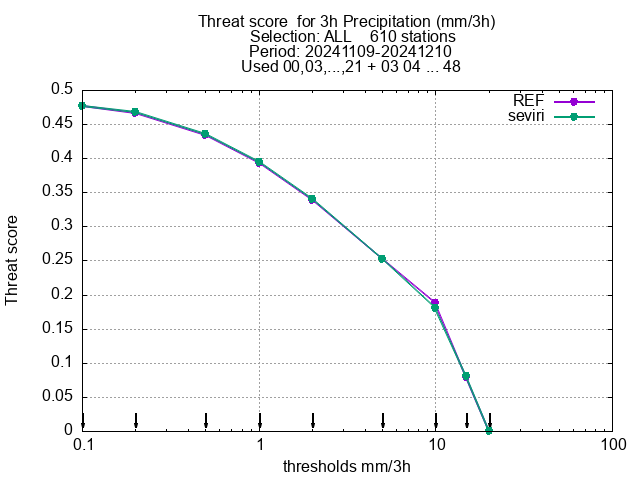 Threat score  for 3h Precipitation (mm/3h)
Selection: ALL    610 stations
Period: 20241109-20241210
Used 00,03,...,21 + 03 04 ... 48
REF
seviri
0.5
0.45
0.4
0.35
0.3
0.25
0.2
0.15
0.1
0.05
0
Threat score
0.1
1
10
100
thresholds mm/3h